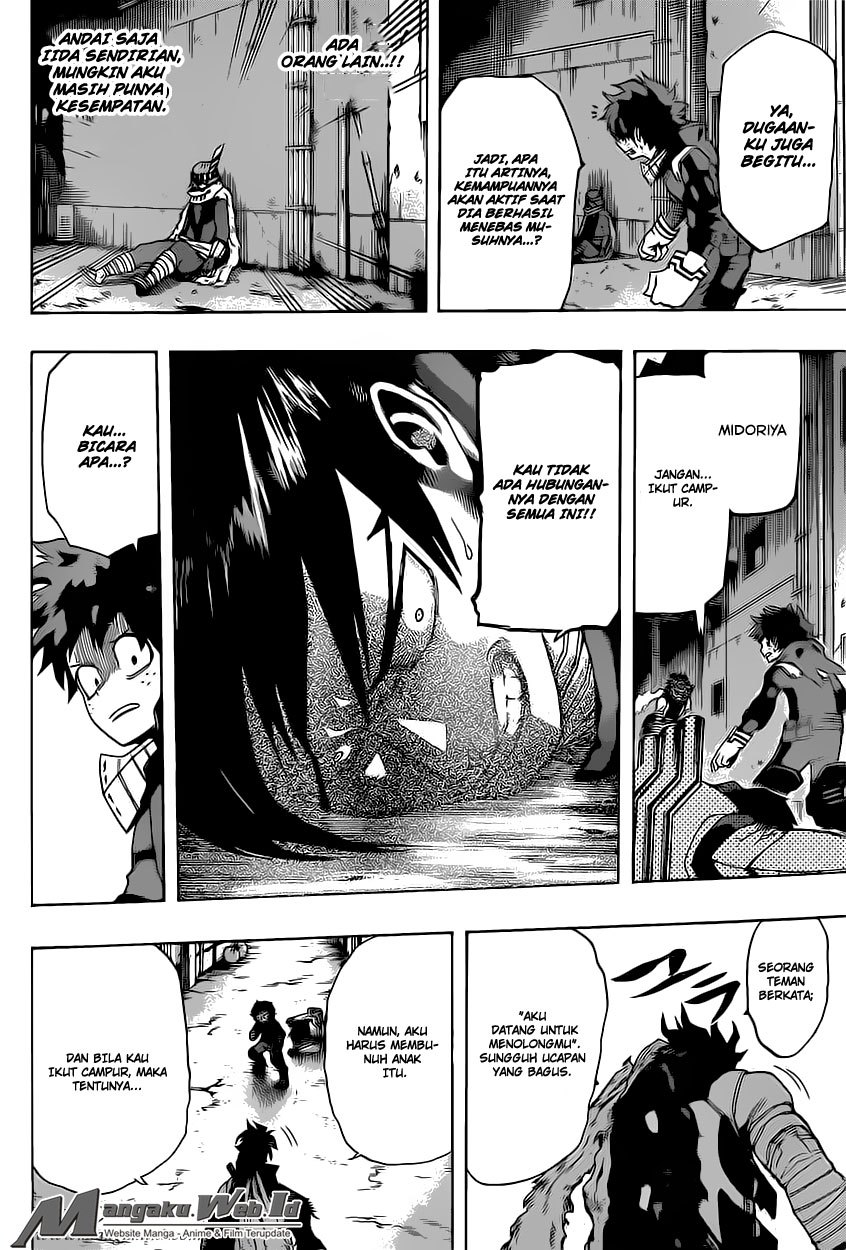 YA,
DUGAAN-
KU JUGA
BEGITU...
JADI, APA
ITU ARTINYA,
KEMAMPUANNYA
AKAN AKTIF SAAT
DIA BERHASIL
MENEBAS MU-
SUHNYA...?
ADA
ORANG LAIN..!!
ANDAI SAJA
IIDA SENDIRIAN,
MUNGKIN AKU
MASIH PUNYA
KESEMPATAN.
MIDORIYA
JANGAN...
IKUT CAMP-
UR.
KAU TIDAK
ADA HUBUNGAN-
NYA DENGAN
SEMUA INI!!
KAU...
BICARA
APA...?
SEORANG
TEMAN
BERKATA;
"AKU
DATANG UNTUK
MENOLONGMU".
SUNGGUH UCAPAN
YANG BAGUS.
NAMUN, AKU
HARUS MEMBU-
NUH ANAK
ITU.
DAN BILA KAU
IKUT CAMPUR, MAKA
TENTUNYA...
Mangaku.Web.Id
Website Manga - Anime & Film Terupdate